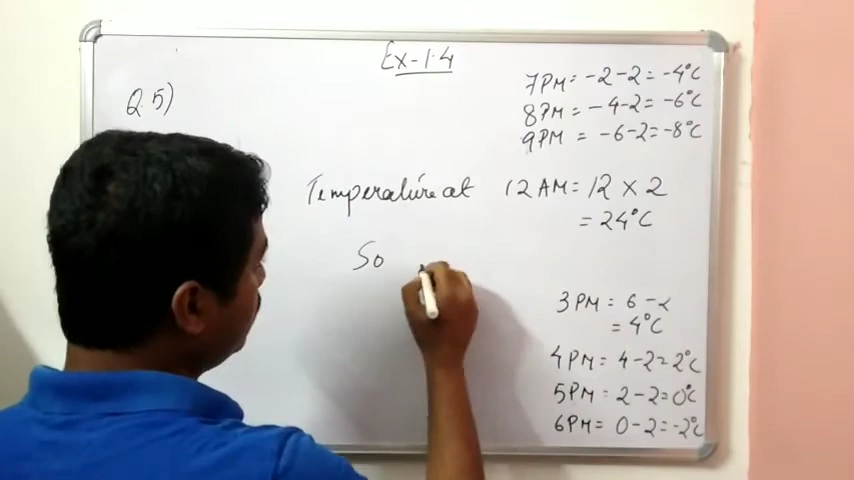 Ex-1.4
Q.5)
7PM = -2-2 = -4°C
8PM = -4-2 = -6°C
9PM = -6-2 = -8°C
Temperature at 12AM = 12 × 2
= 24°C
So
3PM = 6-2
= 4°C
4PM = 4-2 = 2°C
5PM = 2-2 = 0°C
6PM = 0-2 = -2°C